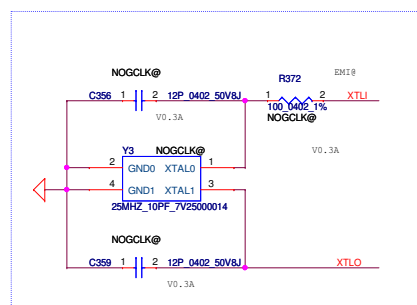 NOGCLK@
R372
EMI@
C356 1 2 12P_0402_50V8J
1 2 XTLI
100_0402_1%
V0.3A
NOGCLK@
Y3 NOGCLK@
V0.3A
2 GND0 XTAL0 1
4 GND1 XTAL1 3
25MHZ_10PF_7V25000014
NOGCLK@
C359 1 2 12P_0402_50V8J
XTLO
V0.3A